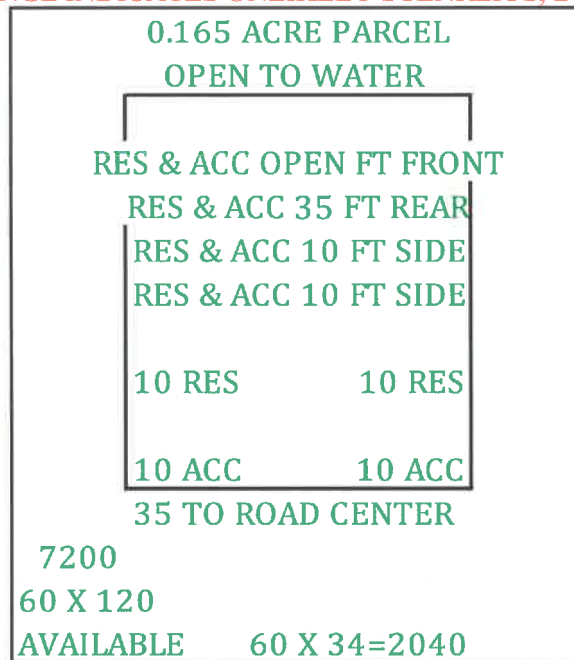 0.165 ACRE PARCEL
OPEN TO WATER
RES & ACC OPEN FT FRONT
RES & ACC 35 FT REAR
RES & ACC 10 FT SIDE
RES & ACC 10 FT SIDE
10 RES 10 RES
10 ACC 10 ACC
35 TO ROAD CENTER
7200
60 X 120
AVAILABLE 60 X 34=2040